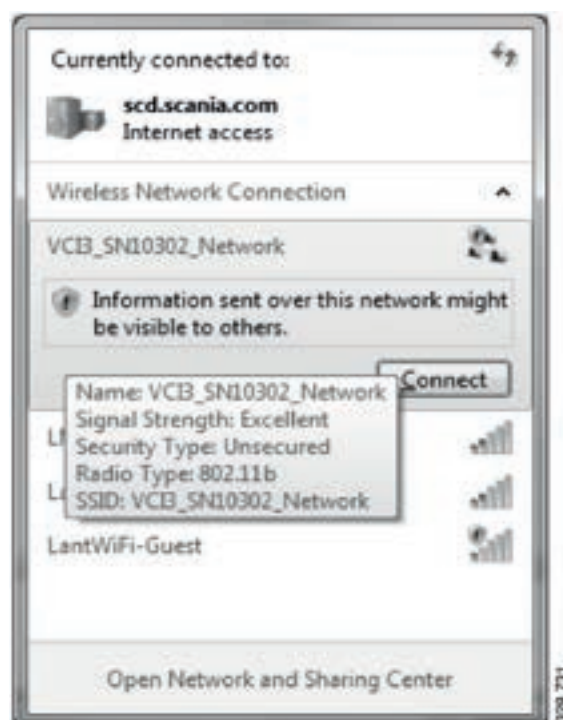 Currently connected to:
scd.scania.com
Internet access
Wireless Network Connection
VCI3_SN10302_Network
Information sent over this network might
be visible to others.
Connect
Name: VCI3_SN10302_Network
Signal Strength: Excellent
Security Type: Unsecured
Radio Type: 802.11b
SSID: VCI3_SN10302_Network
LantWiFi-Guest
Open Network and Sharing Center